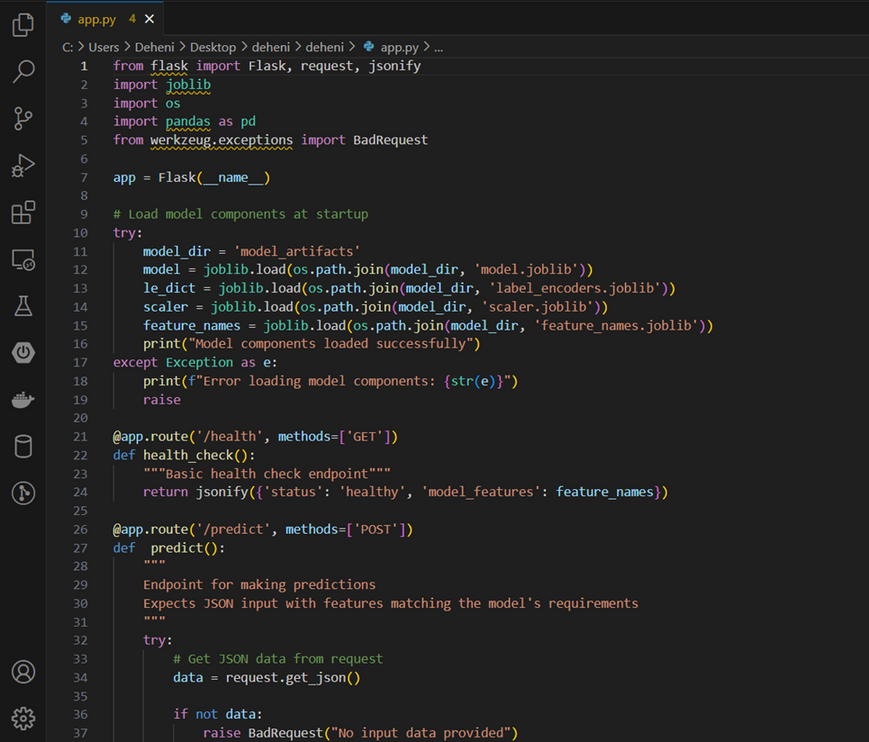 app.py 4 ×
C: > Users > Deheni > Desktop > deheni > deheni > app.py > ...
1 from flask import Flask, request, jsonify
2 import joblib
3 import os
4 import pandas as pd
5 from werkzeug.exceptions import BadRequest
6
7 app = Flask(__name__)
8
9 # Load model components at startup
10 try:
11     model_dir = 'model_artifacts'
12     model = joblib.load(os.path.join(model_dir, 'model.joblib'))
13     le_dict = joblib.load(os.path.join(model_dir, 'label_encoders.joblib'))
14     scaler = joblib.load(os.path.join(model_dir, 'scaler.joblib'))
15     feature_names = joblib.load(os.path.join(model_dir, 'feature_names.joblib'))
16     print("Model components loaded successfully")
17 except Exception as e:
18     print(f"Error loading model components: {str(e)}")
19     raise
20
21 @app.route('/health', methods=['GET'])
22 def health_check():
23     """Basic health check endpoint"""
24     return jsonify({'status': 'healthy', 'model_features': feature_names})
25
26 @app.route('/predict', methods=['POST'])
27 def  predict():
28     """
29     Endpoint for making predictions
30     Expects JSON input with features matching the model's requirements
31     """
32     try:
33         # Get JSON data from request
34         data = request.get_json()
35
36         if not data:
37             raise BadRequest("No input data provided")